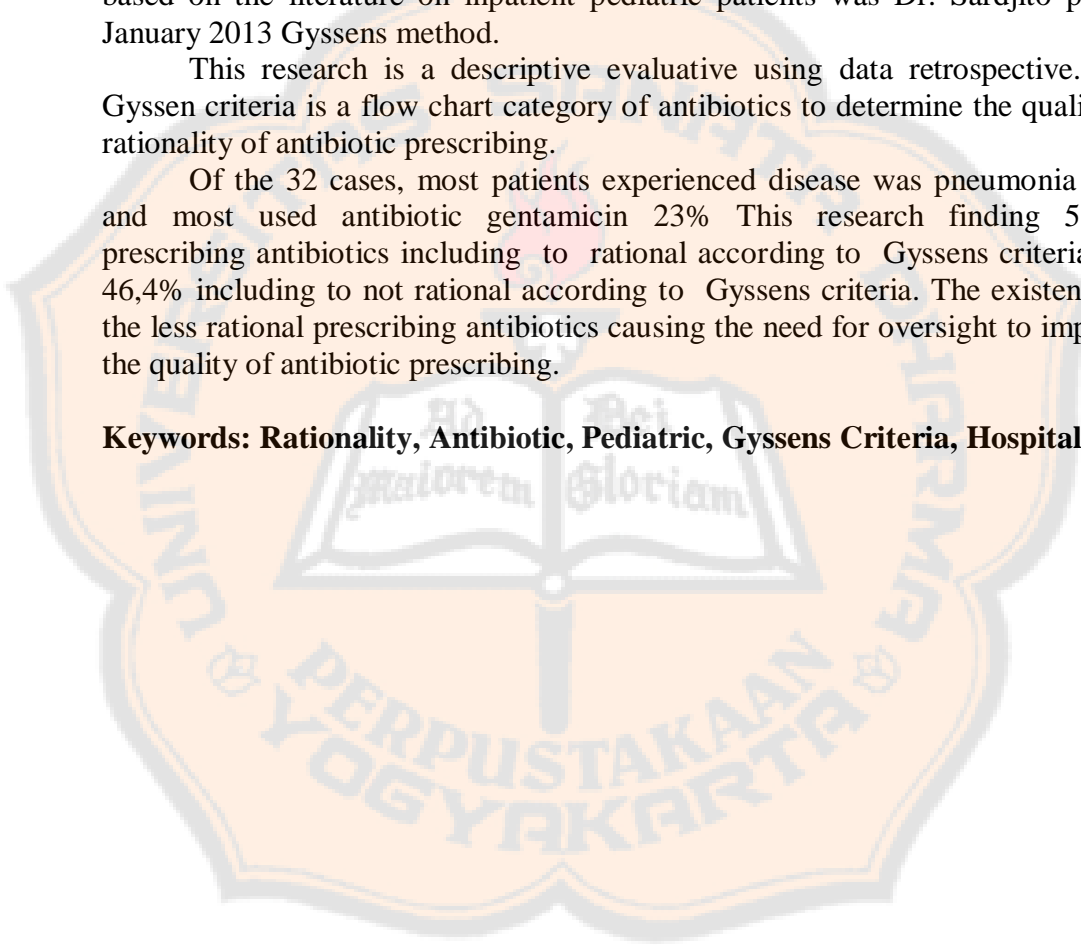 based on the literature on inpatient pediatric patients was Dr. Sardjito p
January 2013 Gyssens method.
This research is a descriptive evaluative using data retrospective.
Gyssen criteria is a flow chart category of antibiotics to determine the quali
rationality of antibiotic prescribing.
Of the 32 cases, most patients experienced disease was pneumonia
and most used antibiotic gentamicin 23% This research finding 5
prescribing antibiotics including to rational according to Gyssens criteria
46,4% including to not rational according to Gyssens criteria. The existen
the less rational prescribing antibiotics causing the need for oversight to imp
the quality of antibiotic prescribing.
Keywords: Rationality, Antibiotic, Pediatric, Gyssens Criteria, Hospital
UNIVERSITAS SANATA DHARMA
Ad Dei
Maiorem Gloriam
PERPUSTAKAAN
YOGYAKARTA